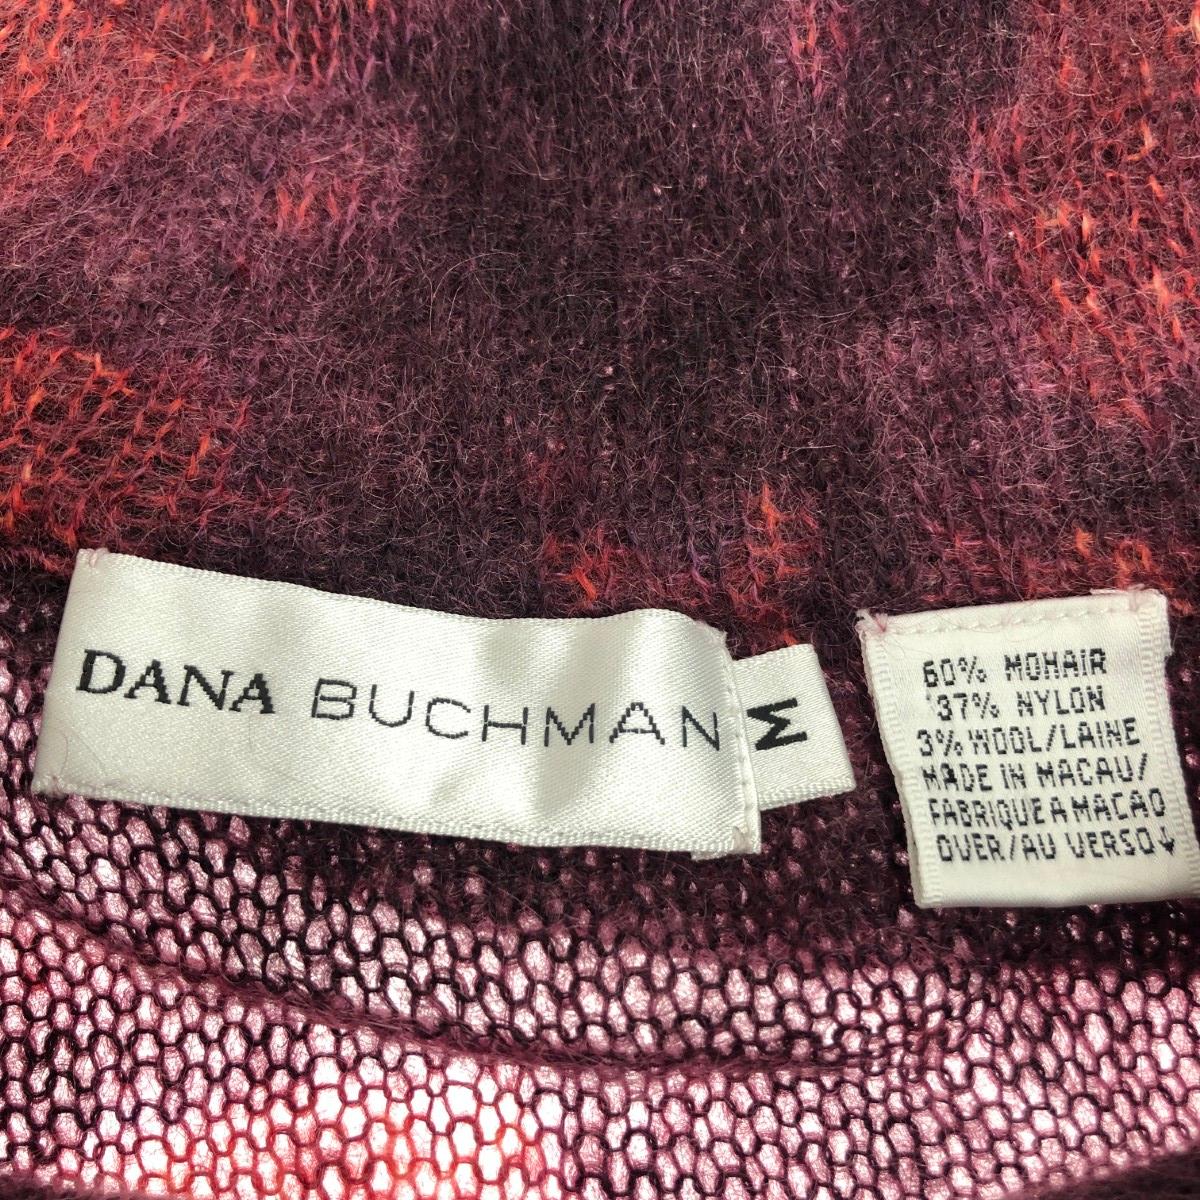 DANA BUCHMAN
M
60% MOHAIR
37% NYLON
3% WOOL/LAINE
MADE IN MACAU/
FABRIQUE A MACAO
OVER/AU VERSO↓